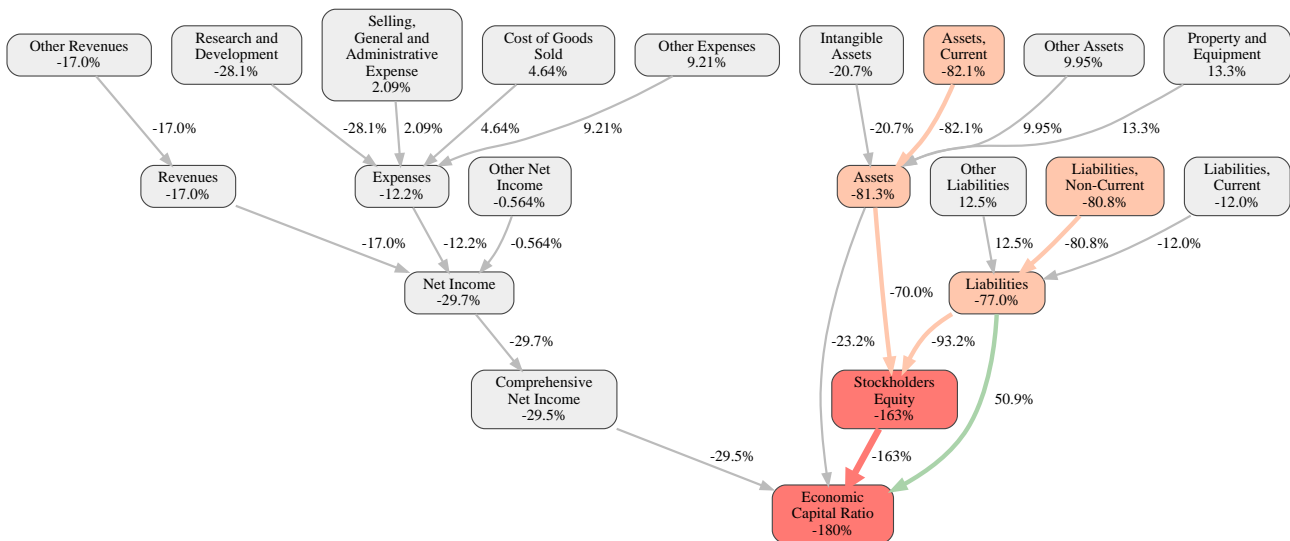 Other Revenues
-17.0%
Research and
Development
-28.1%
Selling,
General and
Administrative
Expense
2.09%
Cost of Goods
Sold
4.64%
Other Expenses
9.21%
Intangible
Assets
-20.7%
Assets,
Current
-82.1%
Other Assets
9.95%
Property and
Equipment
13.3%
-17.0%
-28.1%
2.09%
4.64%
9.21%
-20.7%
-82.1%
9.95%
13.3%
Revenues
-17.0%
Expenses
-12.2%
Other Net
Income
-0.564%
Assets
-81.3%
Other
Liabilities
12.5%
Liabilities,
Non-Current
-80.8%
Liabilities,
Current
-12.0%
-17.0%
-12.2%
-0.564%
12.5%
-80.8%
-12.0%
Net Income
-29.7%
Liabilities
-77.0%
-70.0%
-29.7%
-23.2%
-93.2%
Comprehensive
Net Income
-29.5%
Stockholders
Equity
-163%
50.9%
-29.5%
-163%
Economic
Capital Ratio
-180%